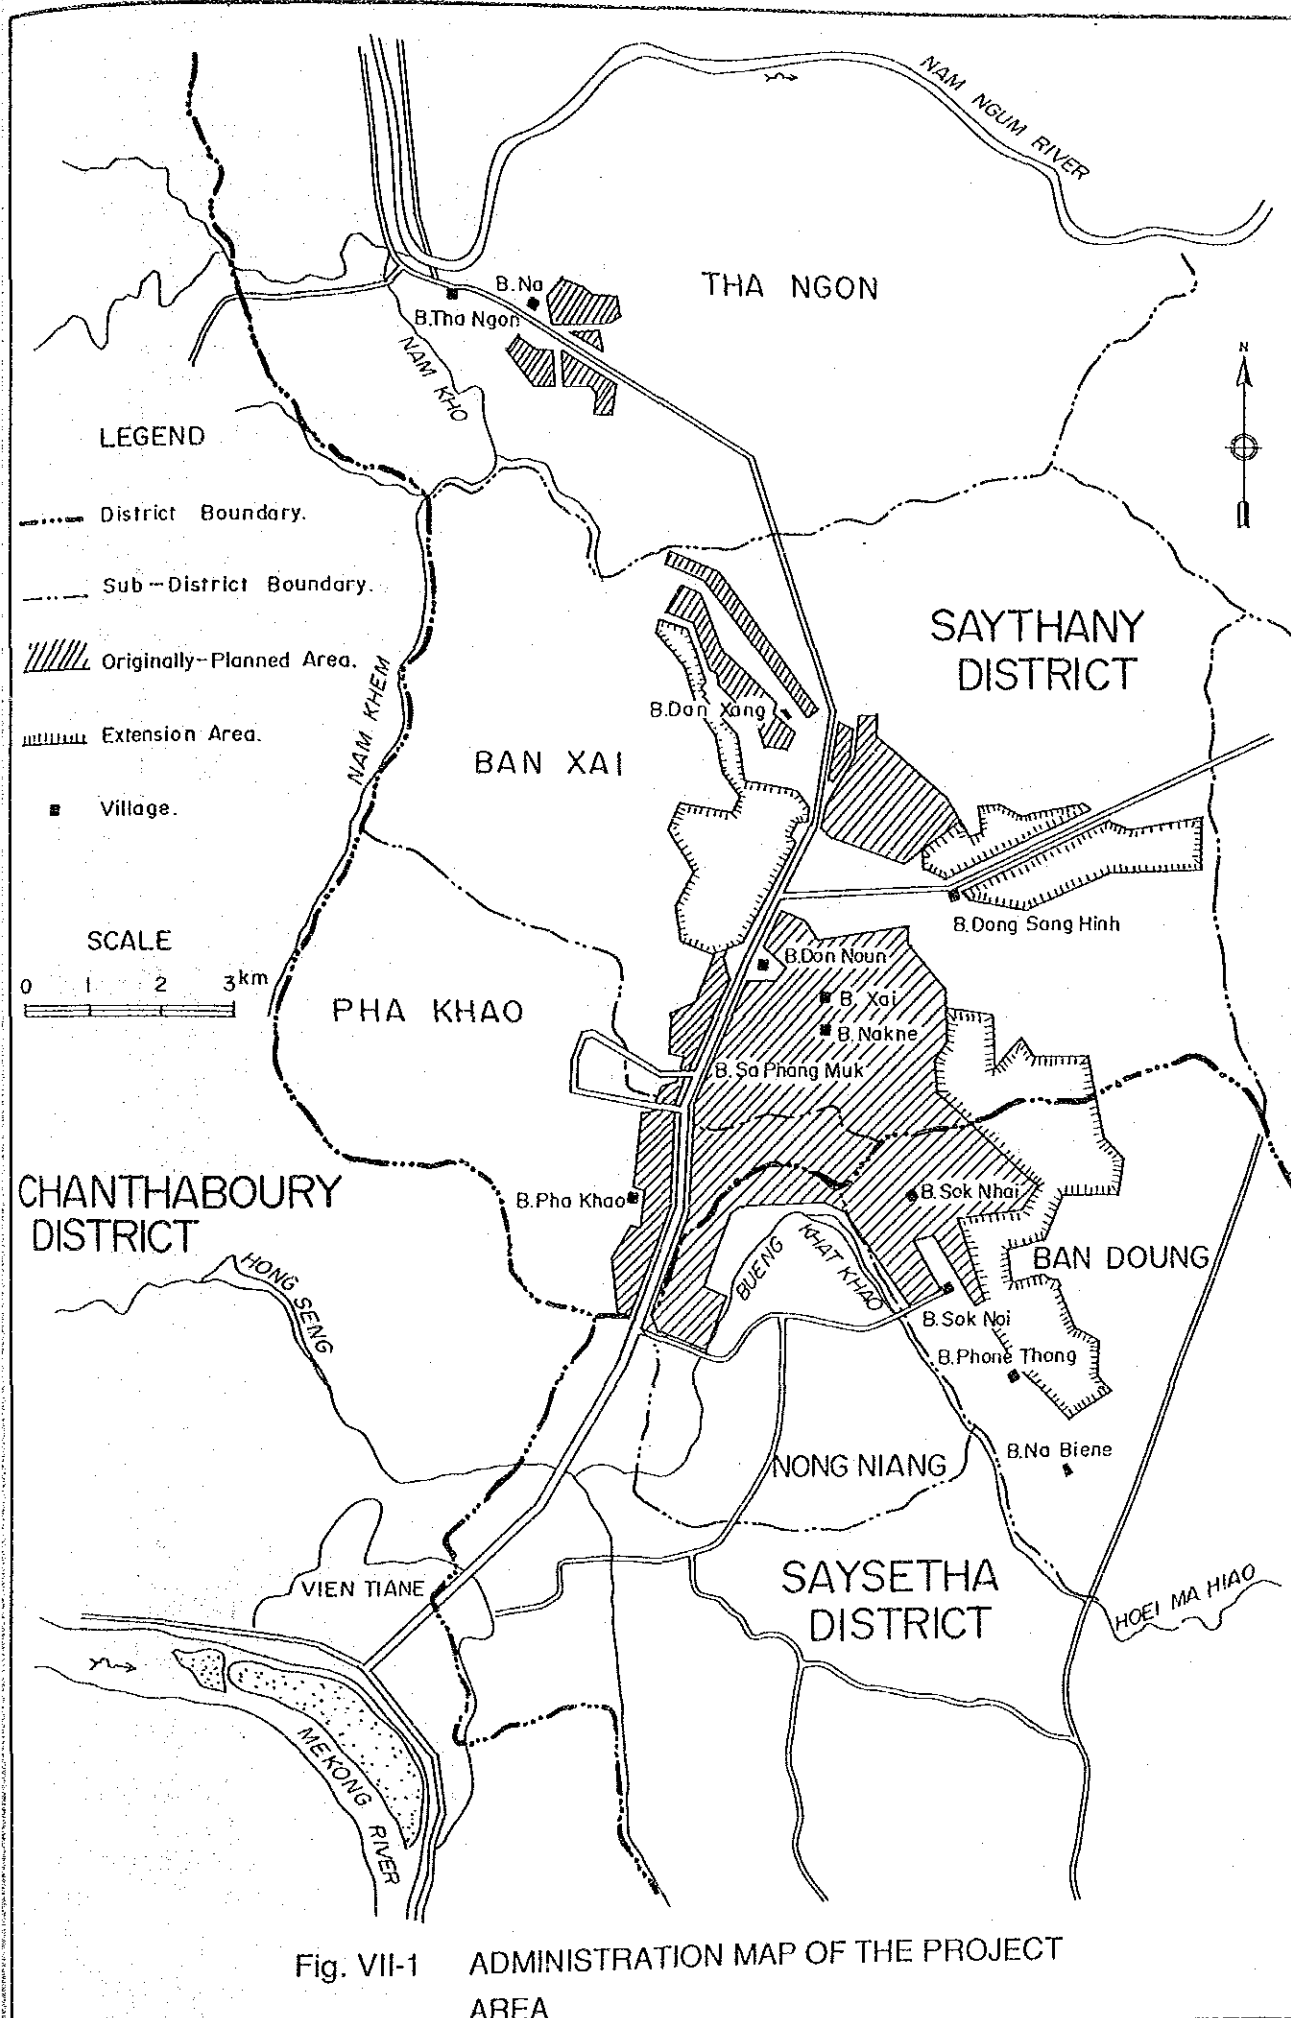 NAM NGUM RIVER
THA NGON
B.Na
B.Tha Ngon
NAM KHO
N
LEGEND
District Boundary.
Sub-District Boundary.
Originally-Planned Area.
Extension Area.
Village.
SAYTHANY
DISTRICT
NAM KHEM
B.Dan Xang
BAN XAI
SCALE
0 1 2 3km
B.Dong Sang Hinh
B.Don Noun
B. Xai
B. Nakne
PHA KHAO
B. Sa Phang Muk
CHANTHABOURY
DISTRICT
B.Pha Khao
B.Sok Nhai
BAN DOUNG
HONG SENG
BUENG
KHAT KHAO
B.Sok Noi
B.Phone Thong
NONG NIANG
B.Na Biene
VIEN TIANE
SAYSETHA
DISTRICT
HOEI MA HIAO
MEKONG RIVER
Fig. VII-1 ADMINISTRATION MAP OF THE PROJECT
AREA